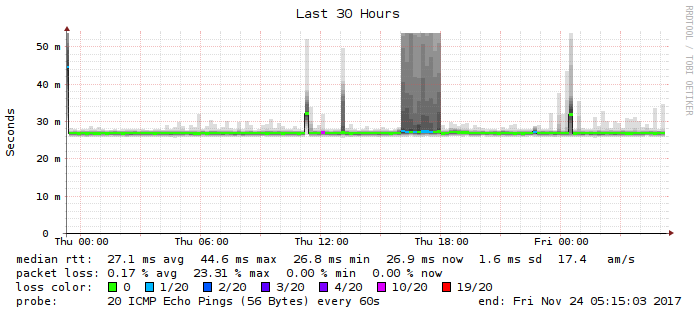 Last 30 Hours
RRDTOOL / TOBI OETIKER
Seconds
50 m
40 m
30 m
20 m
10 m
0
Thu 00:00 Thu 06:00 Thu 12:00 Thu 18:00 Fri 00:00
median rtt: 27.1 ms avg 44.6 ms max 26.8 ms min 26.9 ms now 1.6 ms sd 17.4 am/s
packet loss: 0.17 % avg 23.31 % max 0.00 % min 0.00 % now
loss color: 0 1/20 2/20 3/20 4/20 10/20 19/20
probe: 20 ICMP Echo Pings (56 Bytes) every 60s end: Fri Nov 24 05:15:03 2017